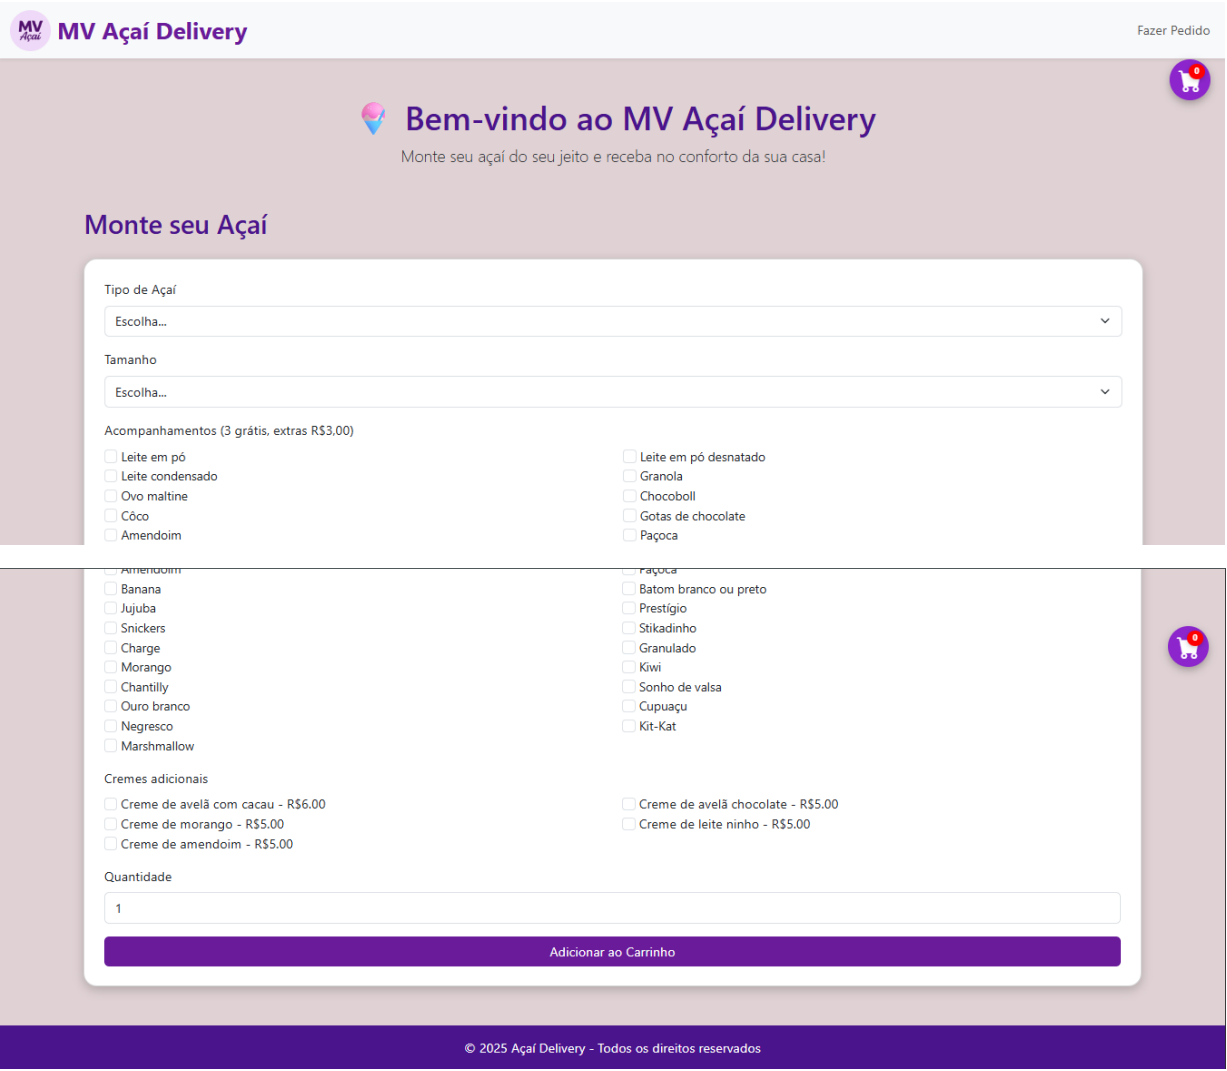 MV
Açaí
MV Açaí Delivery
Fazer Pedido
0
Bem-vindo ao MV Açaí Delivery
Monte seu açaí do seu jeito e receba no conforto da sua casa!
Monte seu Açaí
Tipo de Açaí
Escolha...
Tamanho
Escolha...
Acompanhamentos (3 grátis, extras R$3,00)
Leite em pó
Leite em pó desnatado
Leite condensado
Granola
Ovo maltine
Chocoboll
Côco
Gotas de chocolate
Amendoim
Paçoca
Amendoim
Paçoca
Banana
Batom branco ou preto
Jujuba
Prestígio
Snickers
Stikadinho
0
Charge
Granulado
Morango
Kiwi
Chantilly
Sonho de valsa
Ouro branco
Cupuaçu
Negresco
Kit-Kat
Marshmallow
Cremes adicionais
Creme de avelã com cacau - R$6.00
Creme de avelã chocolate - R$5.00
Creme de morango - R$5.00
Creme de leite ninho - R$5.00
Creme de amendoim - R$5.00
Quantidade
1
Adicionar ao Carrinho
© 2025 Açaí Delivery - Todos os direitos reservados